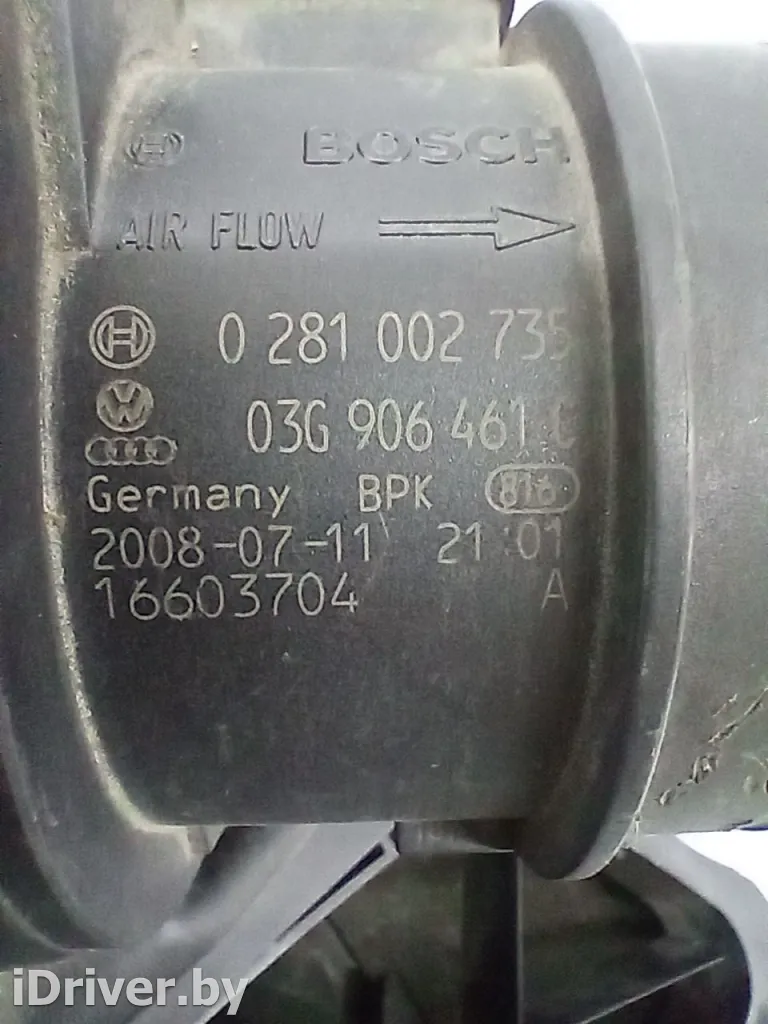 BOSCH
AIR FLOW
0 281 002 735
03G 906 461 C
Germany BPK 816
2008-07-11 21:01
16603704 A
iDriver.by